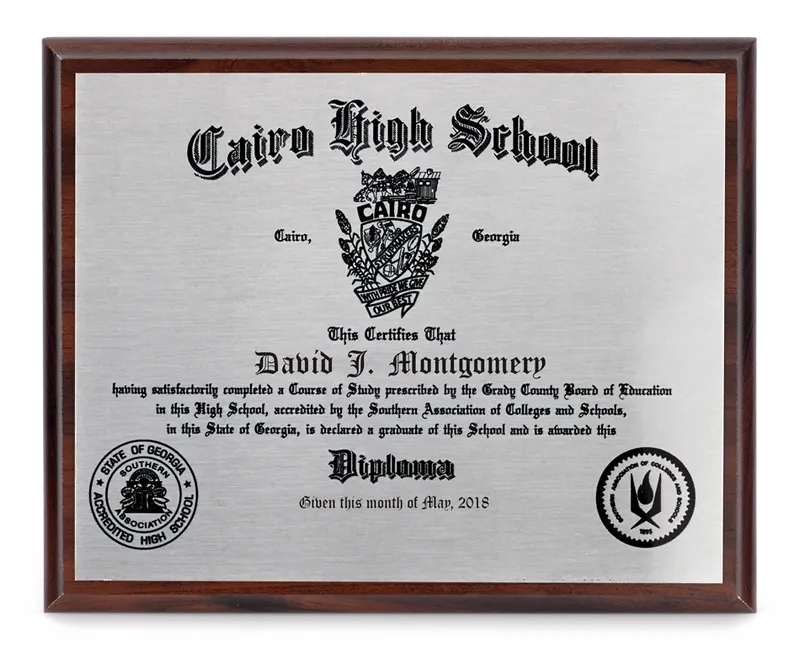 Cairo High School
CAIRO
SYRUPMAKERS
Cairo, Georgia
WITH PRIDE WE GIVE
OUR BEST
This Certifies That
David J. Montgomery
having satisfactorily completed a Course of Study prescribed by the Grady County Board of Education
in this High School, accredited by the Southern Association of Colleges and Schools,
in this State of Georgia, is declared a graduate of this School and is awarded this
Diploma
Given this month of May, 2018
STATE OF GEORGIA
SOUTHERN
ASSOCIATION
ACCREDITED HIGH SCHOOL
SOUTHERN ASSOCIATION OF COLLEGES AND SCHOOLS
1895